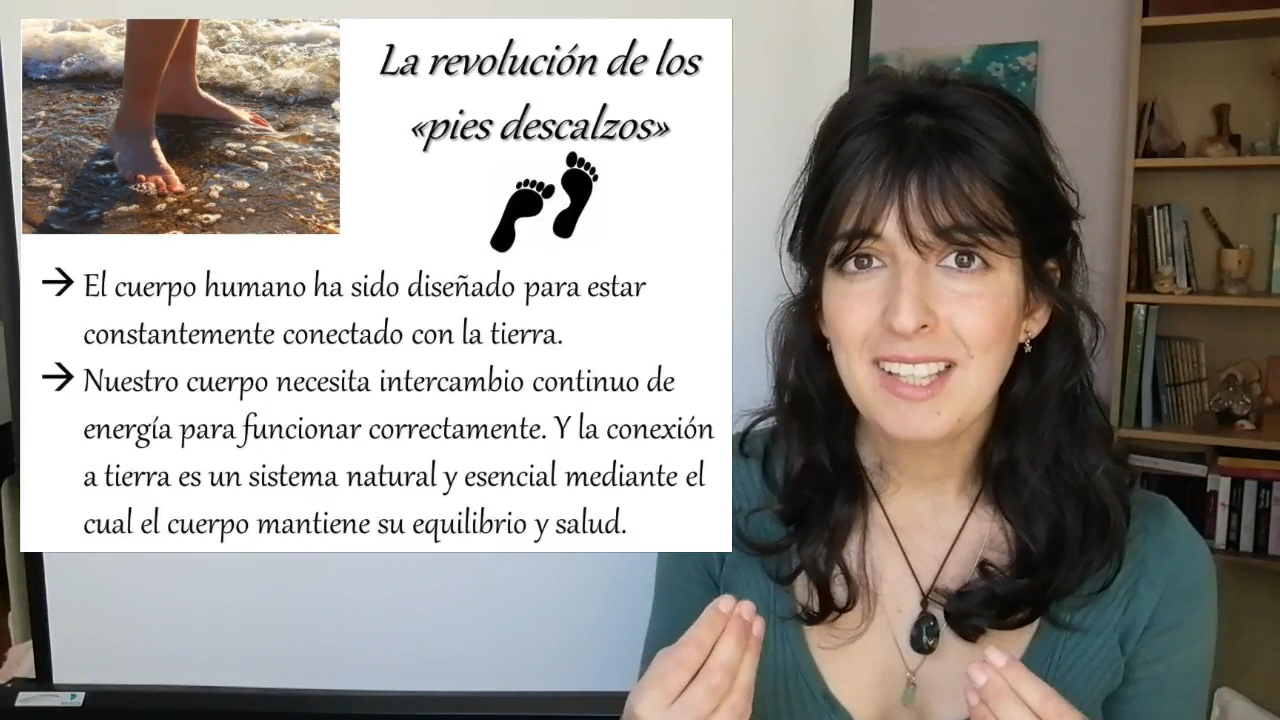 La revolución de los
«pies descalzos»
→ El cuerpo humano ha sido diseñado para estar
constantemente conectado con la tierra.
→ Nuestro cuerpo necesita intercambio continuo de
energía para funcionar correctamente. Y la conexión
a tierra es un sistema natural y esencial mediante el
cual el cuerpo mantiene su equilibrio y salud.